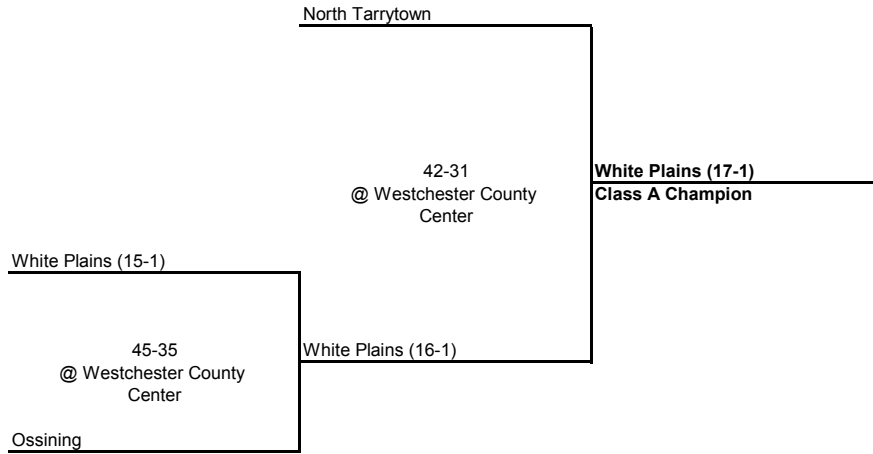 North Tarrytown
42-31
@ Westchester County
Center
White Plains (17-1)
Class A Champion
White Plains (15-1)
45-35
@ Westchester County
Center
White Plains (16-1)
Ossining